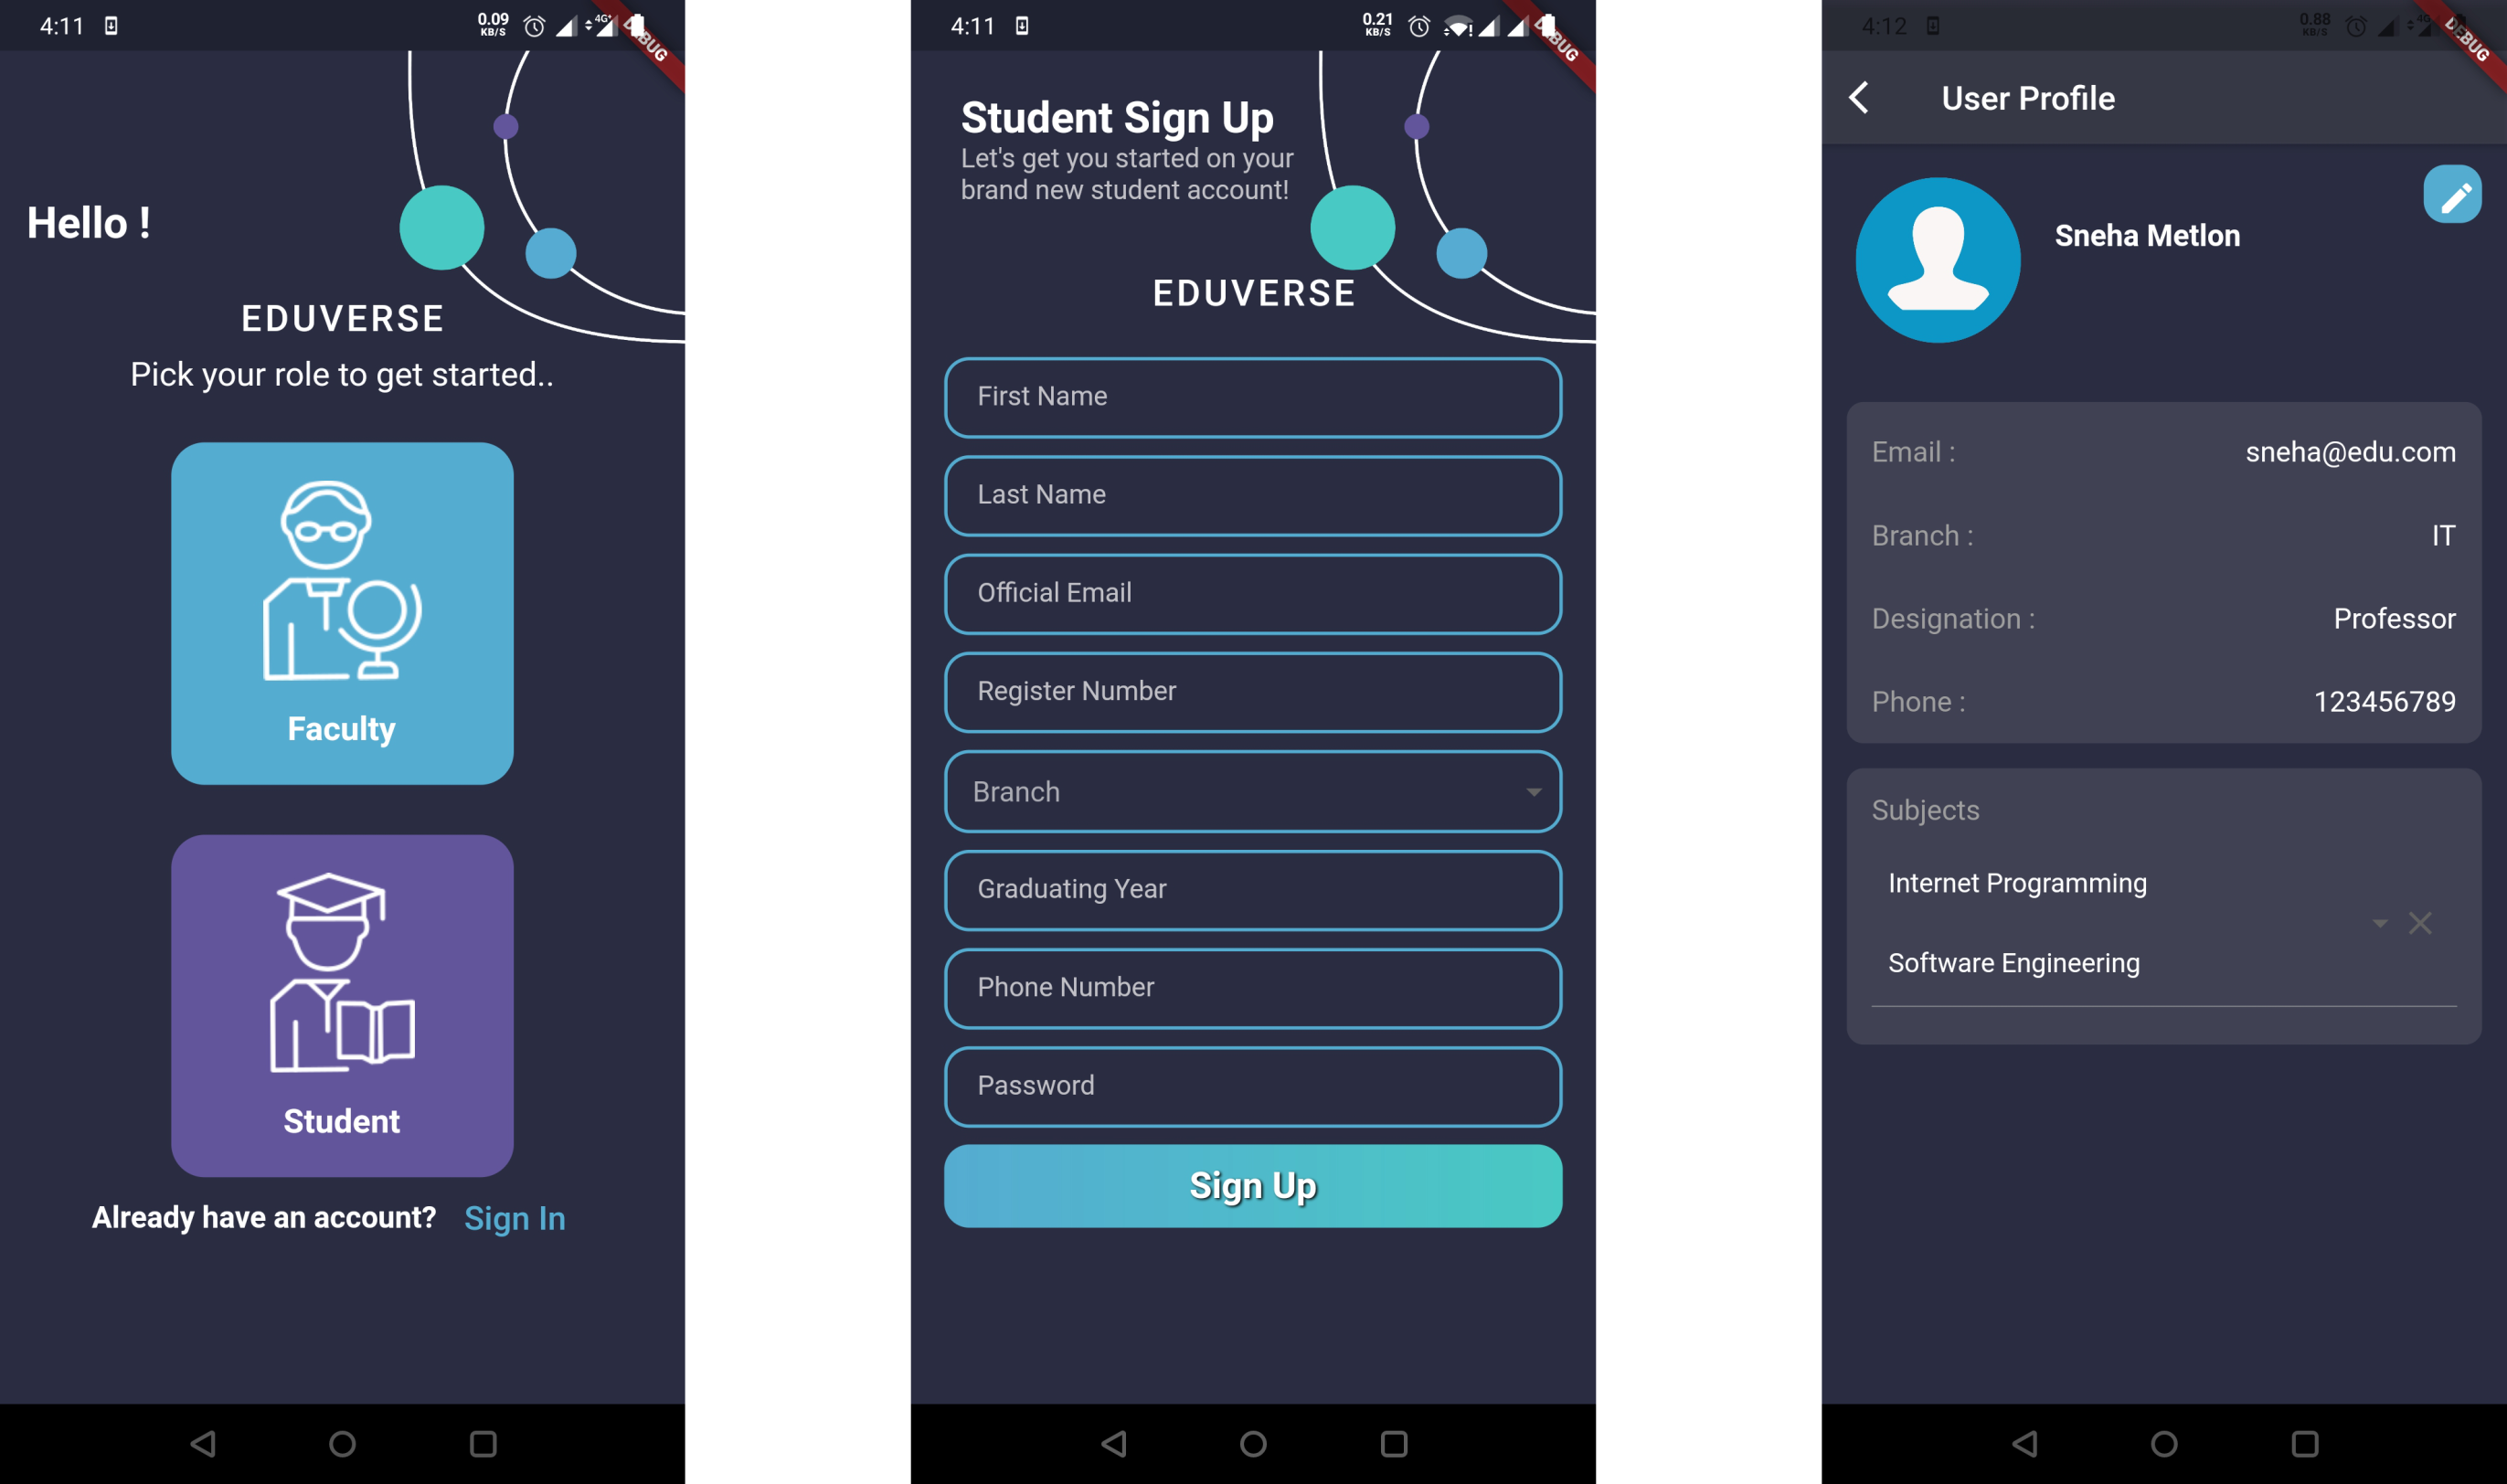 4:11
0.09
KB/S
4G+
DEBUG
Hello !
EDUVERSE
Pick your role to get started..
Faculty
Student
Already have an account? Sign In
4:11
0.21
KB/S
DEBUG
Student Sign Up
Let's get you started on your
brand new student account!
EDUVERSE
First Name
Last Name
Official Email
Register Number
Branch
Graduating Year
Phone Number
Password
Sign Up
4:12
0.88
KB/S
4G
DEBUG
User Profile
Sneha Metlon
Email : sneha@edu.com
Branch : IT
Designation : Professor
Phone : 123456789
Subjects
Internet Programming
Software Engineering